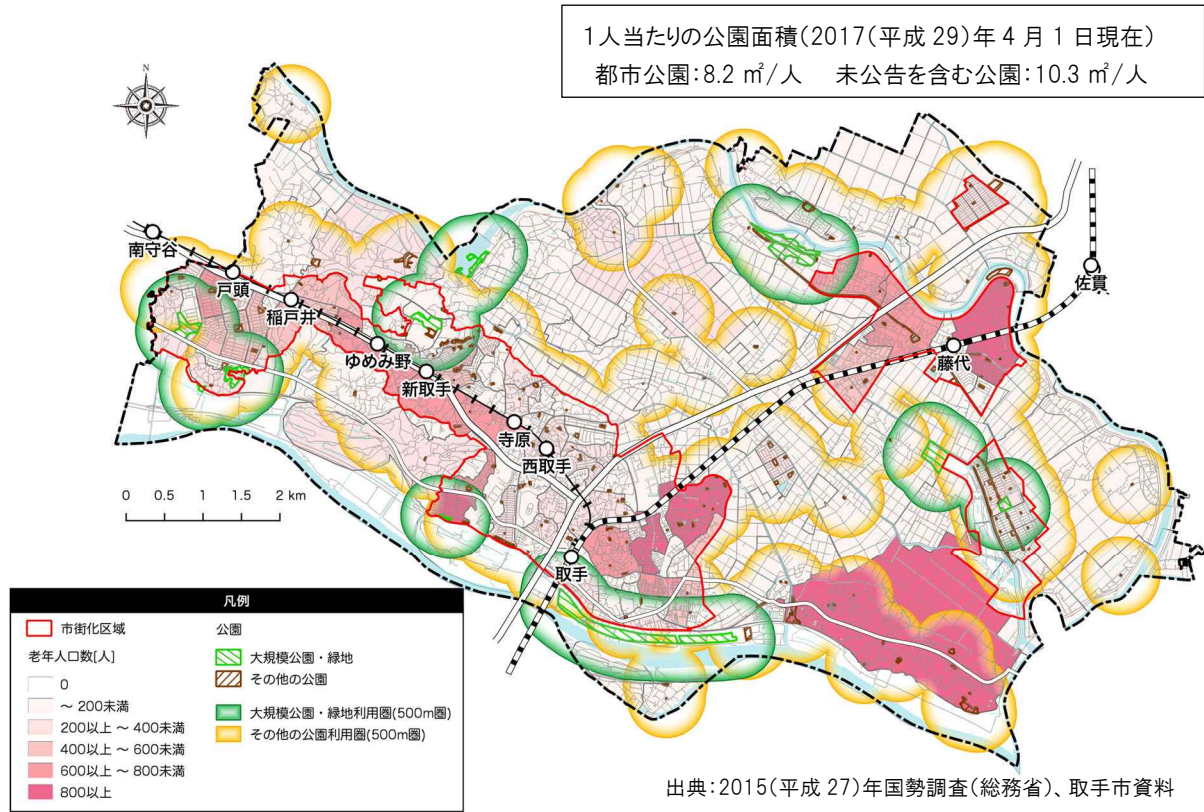 1人当たりの公園面積(2017(平成 29)年 4 月 1 日現在)
都市公園:8.2 ㎡/人　未公告を含む公園:10.3 ㎡/人
N
南守谷
戸頭
稲戸井
ゆめみ野
新取手
寺原
西取手
取手
藤代
佐貫
0 0.5 1 1.5 2 km
凡例
市街化区域
老年人口数[人]
0
～ 200未満
200以上 ～ 400未満
400以上 ～ 600未満
600以上 ～ 800未満
800以上
公園
大規模公園・緑地
その他の公園
大規模公園・緑地利用圏(500m圏)
その他の公園利用圏(500m圏)
出典:2015(平成 27)年国勢調査(総務省)、取手市資料